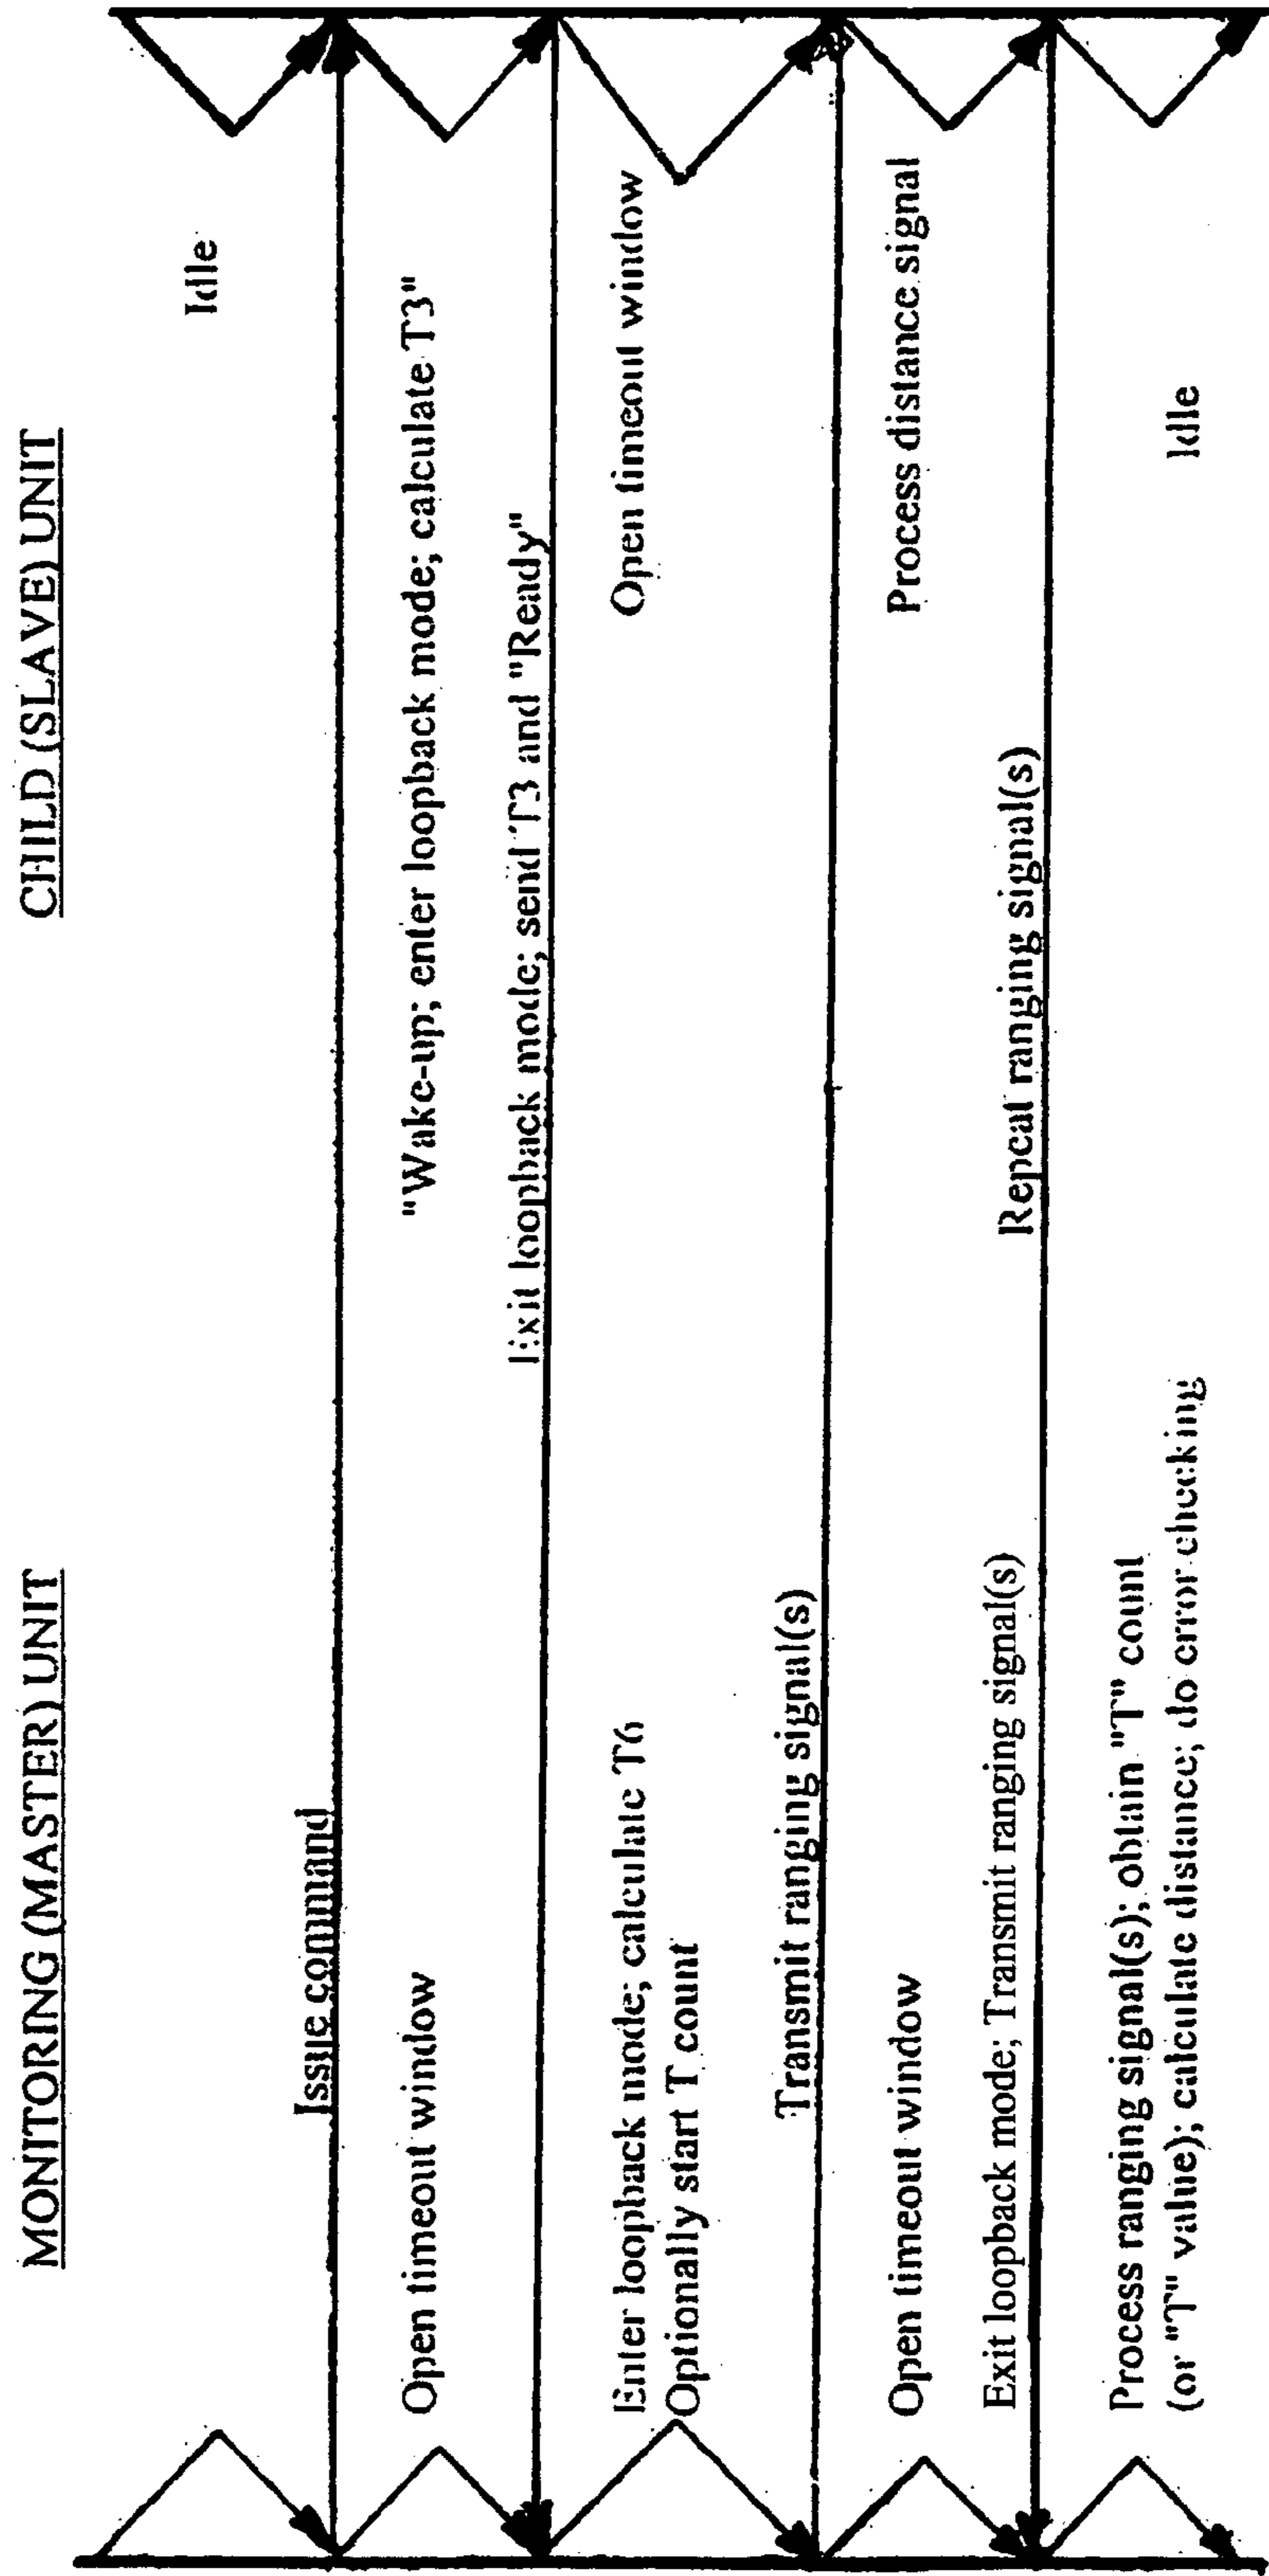 MONITORING (MASTER) UNIT
CHILD (SLAVE) UNIT
Idle
Issue command
Open timeout window
"Wake-up; enter loopback mode; calculate T3"
Exit loopback mode; send T3 and "Ready"
Enter loopback mode; calculate T6
Optionally start T count
Open timeout window
Transmit ranging signal(s)
Open timeout window
Process distance signal
Exit loopback mode; Transmit ranging signal(s)
Repeat ranging signal(s)
Process ranging signal(s); obtain "T" count
(or "T" value); calculate distance; do error checking
Idle